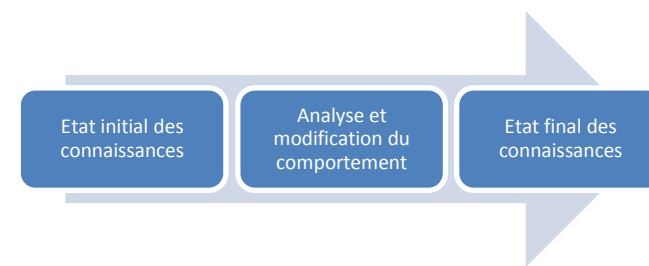 Etat initial des
connaissances
Analyse et
modification du
comportement
Etat final des
connaissances